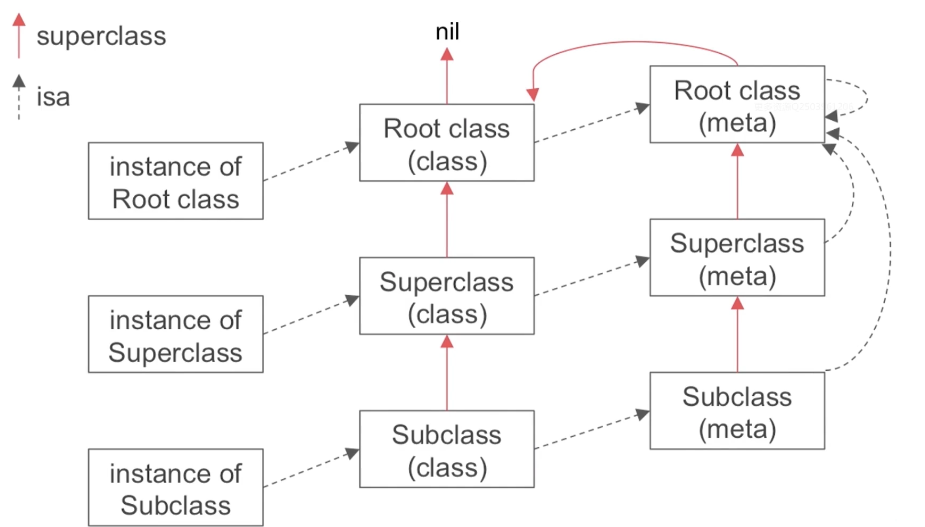 superclass
isa
nil
Root class
(class)
Root class
(meta)
instance of
Root class
Superclass
(class)
Superclass
(meta)
instance of
Superclass
Subclass
(class)
Subclass
(meta)
instance of
Subclass